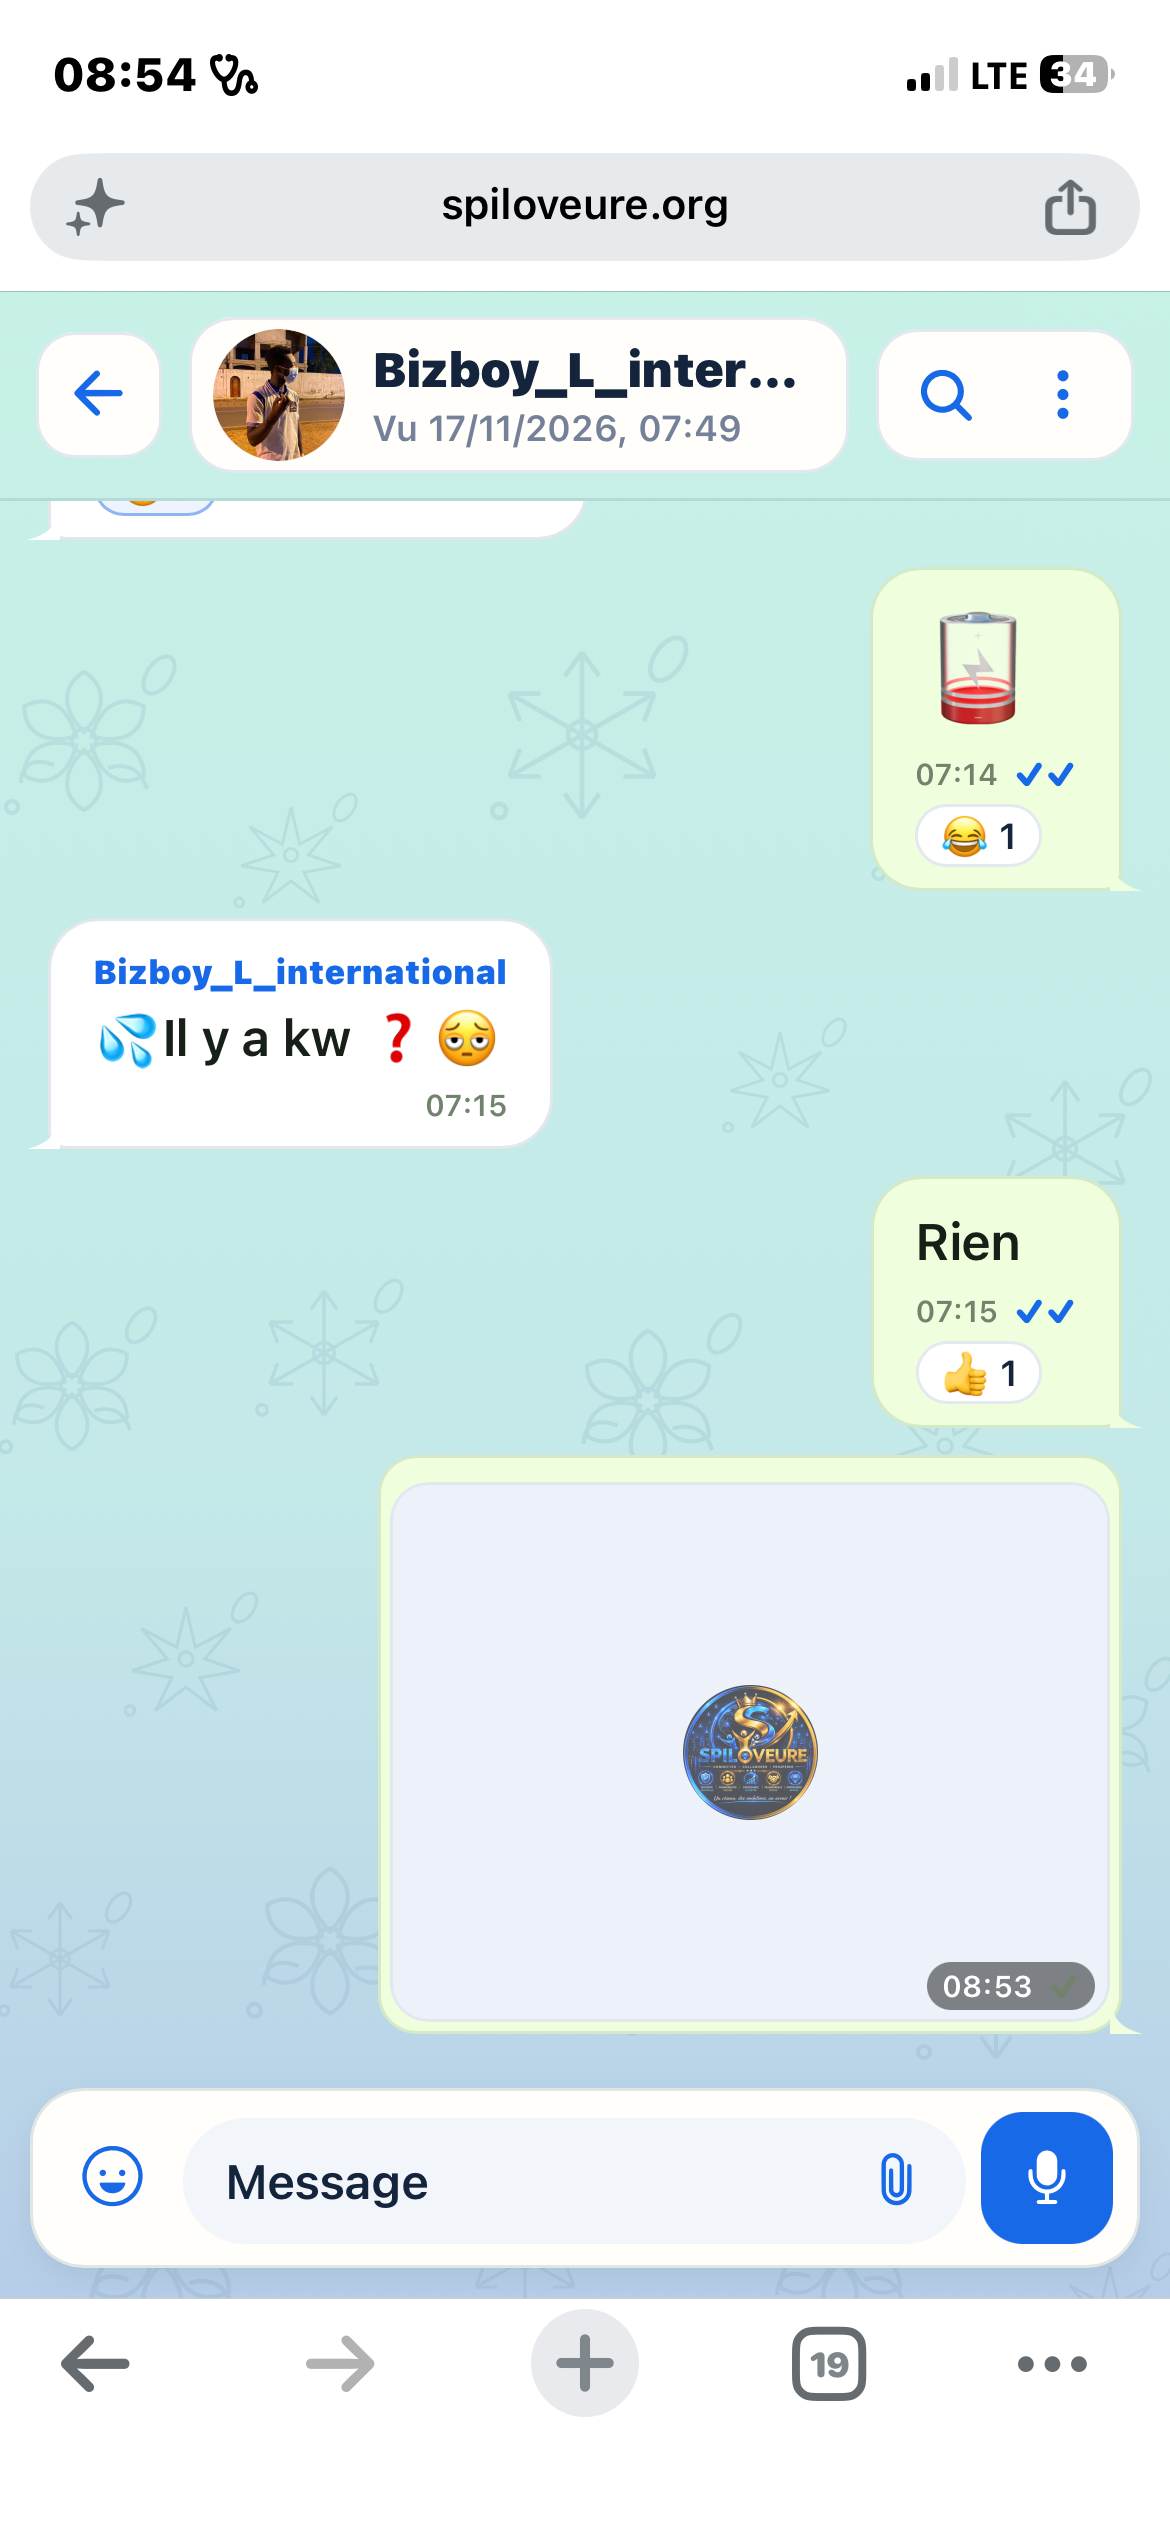 08:54
LTE 34
spiloveure.org
Bizboy_L_inter...
Vu 17/11/2026, 07:49
07:14
😂 1
Bizboy_L_international
💦Il y a kw ❓ 😔
07:15
Rien
07:15
👍 1
SPILOVEURE
08:53
Message
19